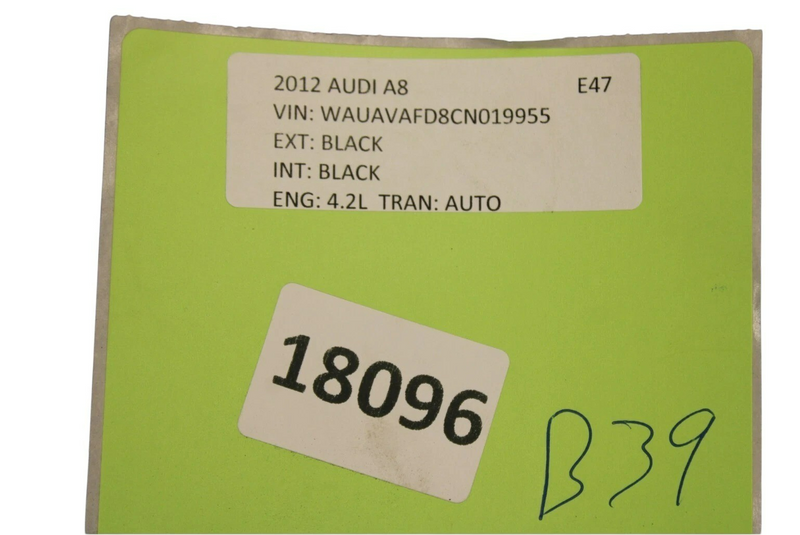 2012 AUDI A8 E47
VIN: WAUAVAFD8CN019955
EXT: BLACK
INT: BLACK
ENG: 4.2L TRAN: AUTO
18096
B39